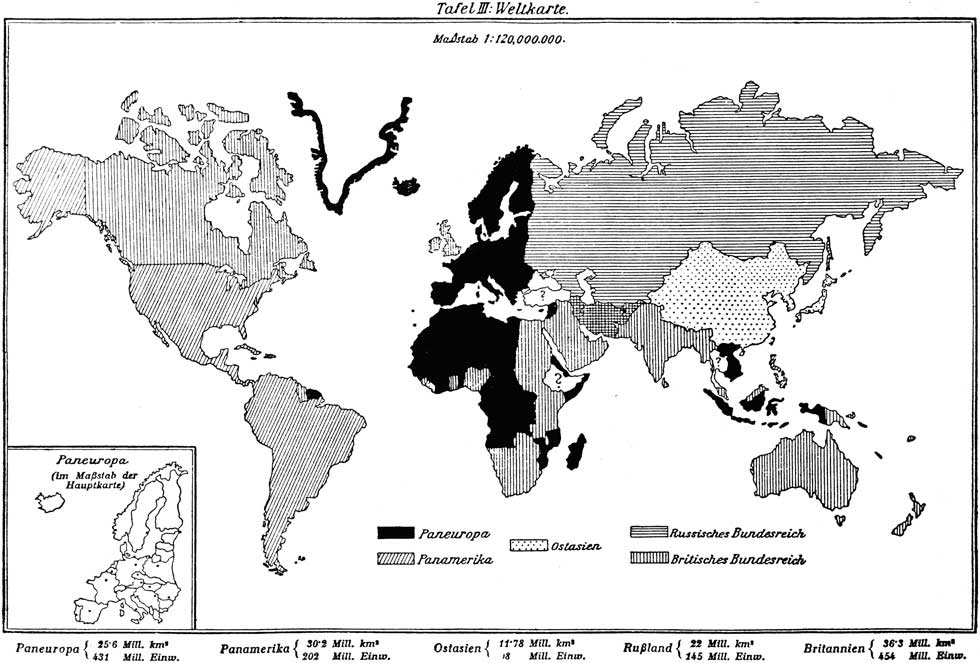 Tafel III: Weltkarte.
Maßstab 1:120,000.000.
?
?
?
Paneuropa
(im Maßstab der
Hauptkarte)
Paneuropa
Panamerika
Ostasien
Russisches Bundesreich
Britisches Bundesreich
Paneuropa { 25·6 Mill. km²
431 Mill. Einw.
Panamerika { 30·2 Mill. km²
202 Mill. Einw.
Ostasien { 11·78 Mill. km²
Mill. Einw.
Rußland { 22 Mill. km²
145 Mill. Einw.
Britannien { 36·3 Mill. km²
454 Mill. Einw.